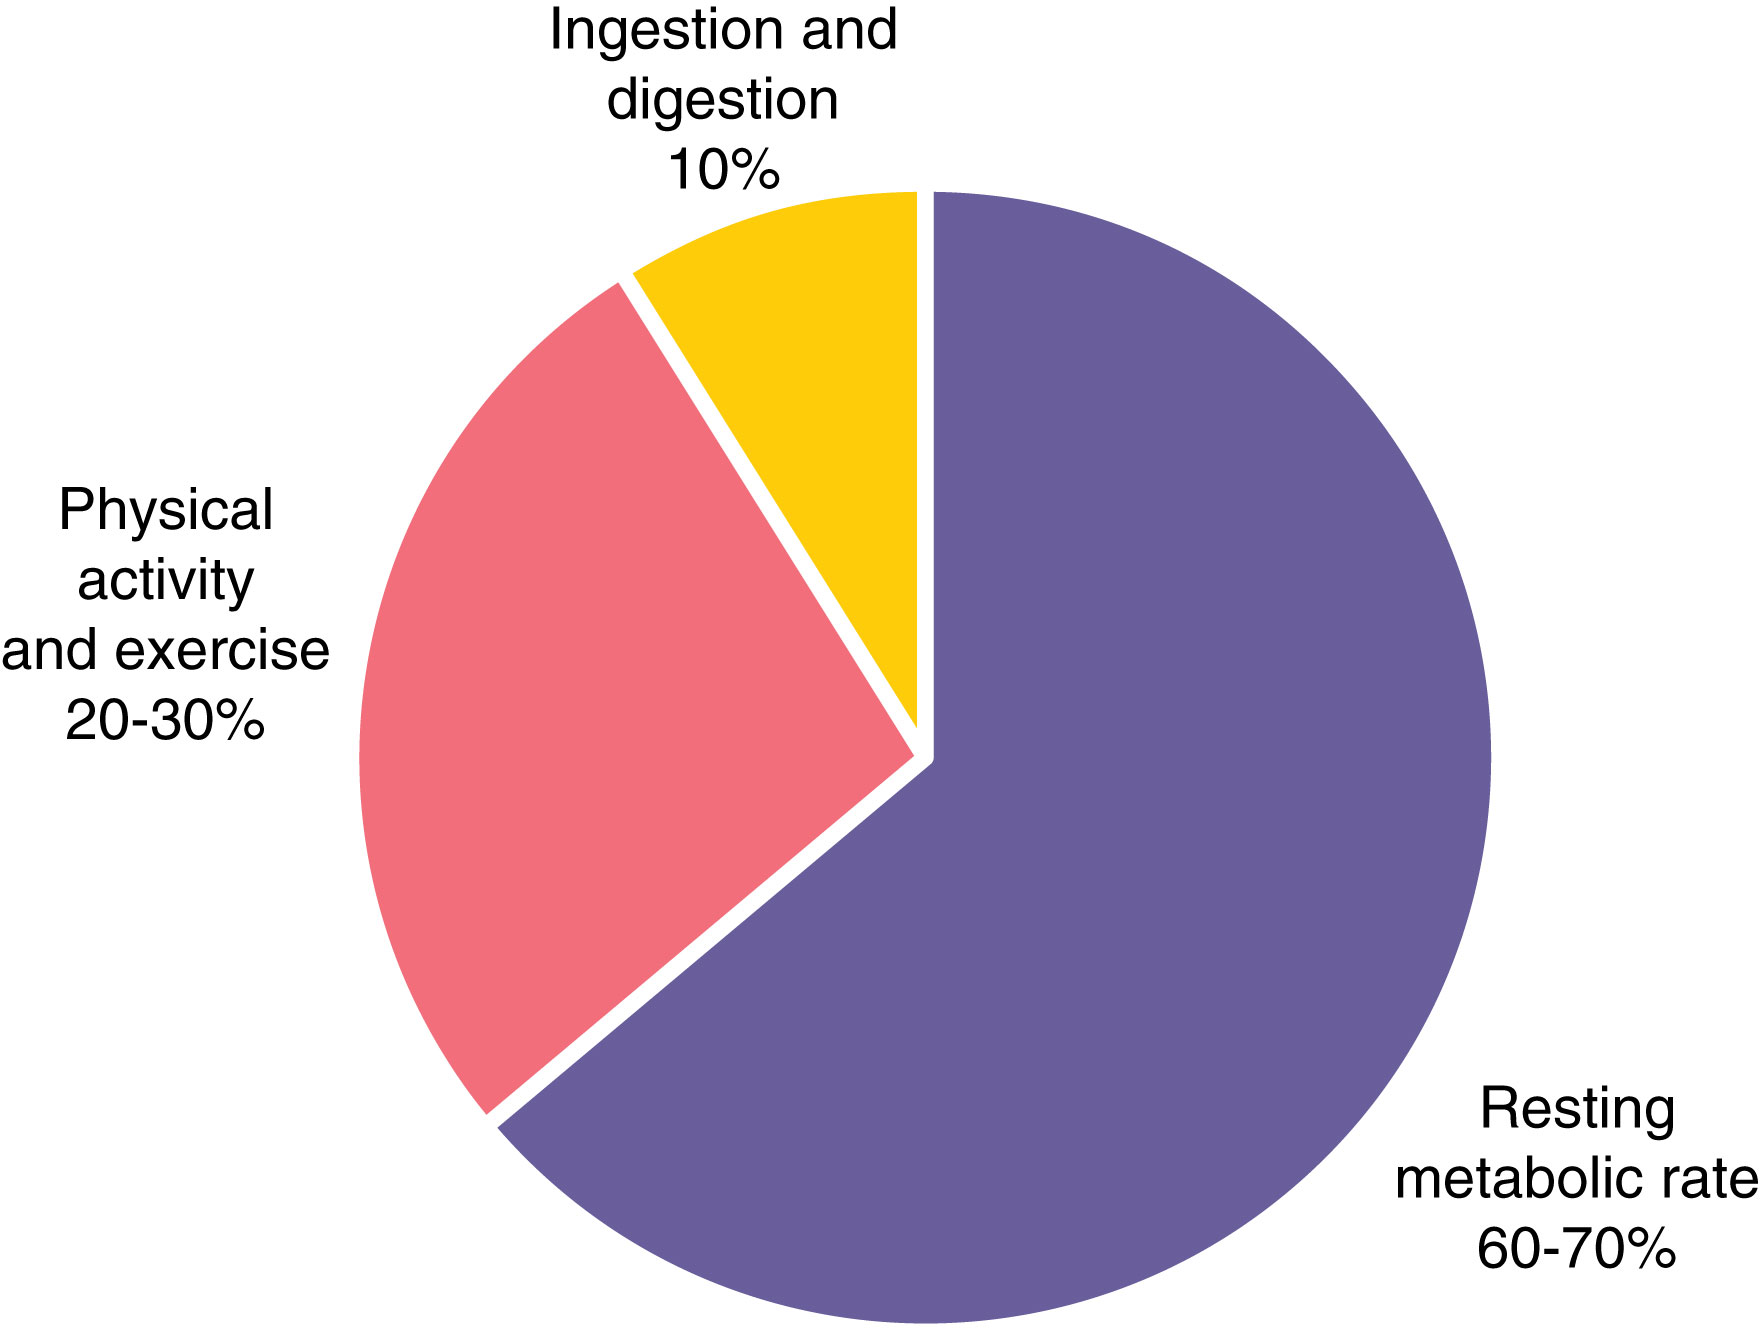 Ingestion and
digestion
10%
Physical
activity
and exercise
20-30%
Resting
metabolic rate
60-70%